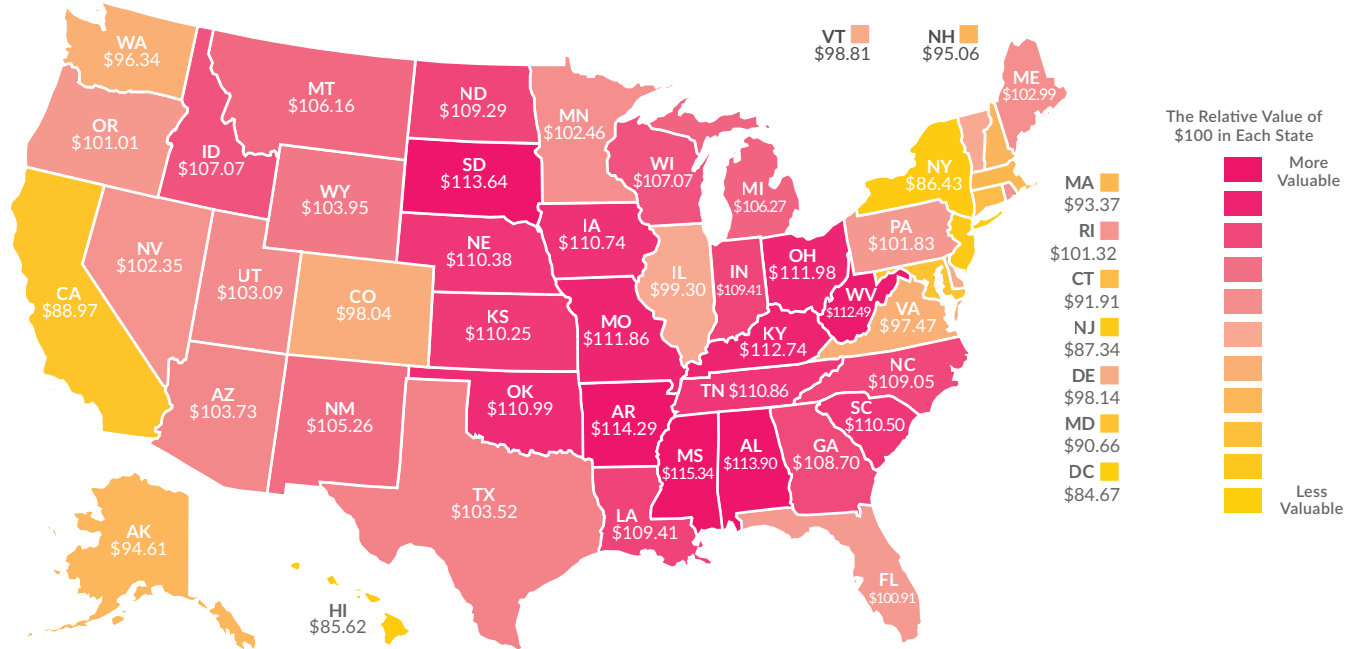 VT
$98.81
NH
$95.06
WA
$96.34
MT
$106.16
ND
$109.29
MN
$102.46
ME
$102.99
OR
$101.01
ID
$107.07
SD
$113.64
WI
$107.07
MI
$106.27
NY
$86.43
WY
$103.95
NV
$102.35
UT
$103.09
CA
$88.97
CO
$98.04
NE
$110.38
IA
$110.74
IL
$99.30
IN
$109.41
OH
$111.98
PA
$101.83
WV
$112.49
VA
$97.47
KS
$110.25
MO
$111.86
KY
$112.74
NC
$109.05
TN $110.86
SC
$110.50
AZ
$103.73
NM
$105.26
OK
$110.99
AR
$114.29
MS
$115.34
AL
$113.90
GA
$108.70
TX
$103.52
LA
$109.41
FL
$100.91
AK
$94.61
HI
$85.62
MA
$93.37
RI
$101.32
CT
$91.91
NJ
$87.34
DE
$98.14
MD
$90.66
DC
$84.67
The Relative Value of
$100 in Each State
More
Valuable
Less
Valuable